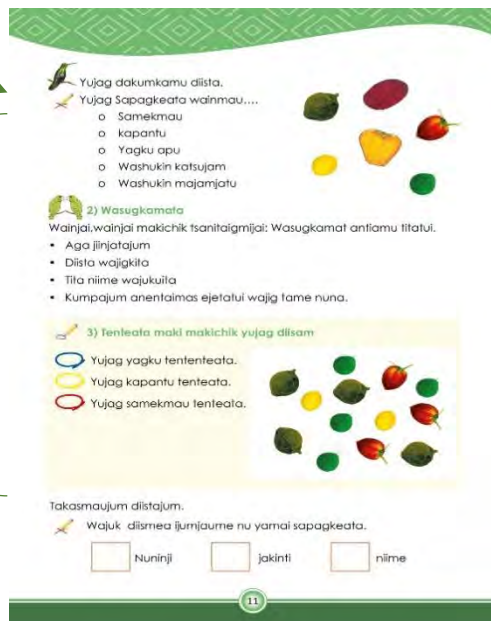 Yujag dakumkamu diista.
Yujag Sapagkeata wainmau....
o Samekmau
o kapantu
o Yagku apu
o Washukin katsujam
o Washukin majamjatu
2) Wasugkamata
Wainjai,wainjai makichik tsanitaigmijai: Wasugkamat antiamu titatui.
• Aga jiinjatajum
• Diista wajigkita
• Tita niime wajukuita
• Kumpajum anentaimas ejetatui wajig tame nuna.
3) Tenteata maki makichik yujag diisam
Yujag yagku tententeata.
Yujag kapantu tenteata.
Yujag samekmau tenteata.
Takasmaujum diistajum.
Wajuk diismea ijumjaume nu yamai sapagkeata.
Nuninji jakinti niime
11